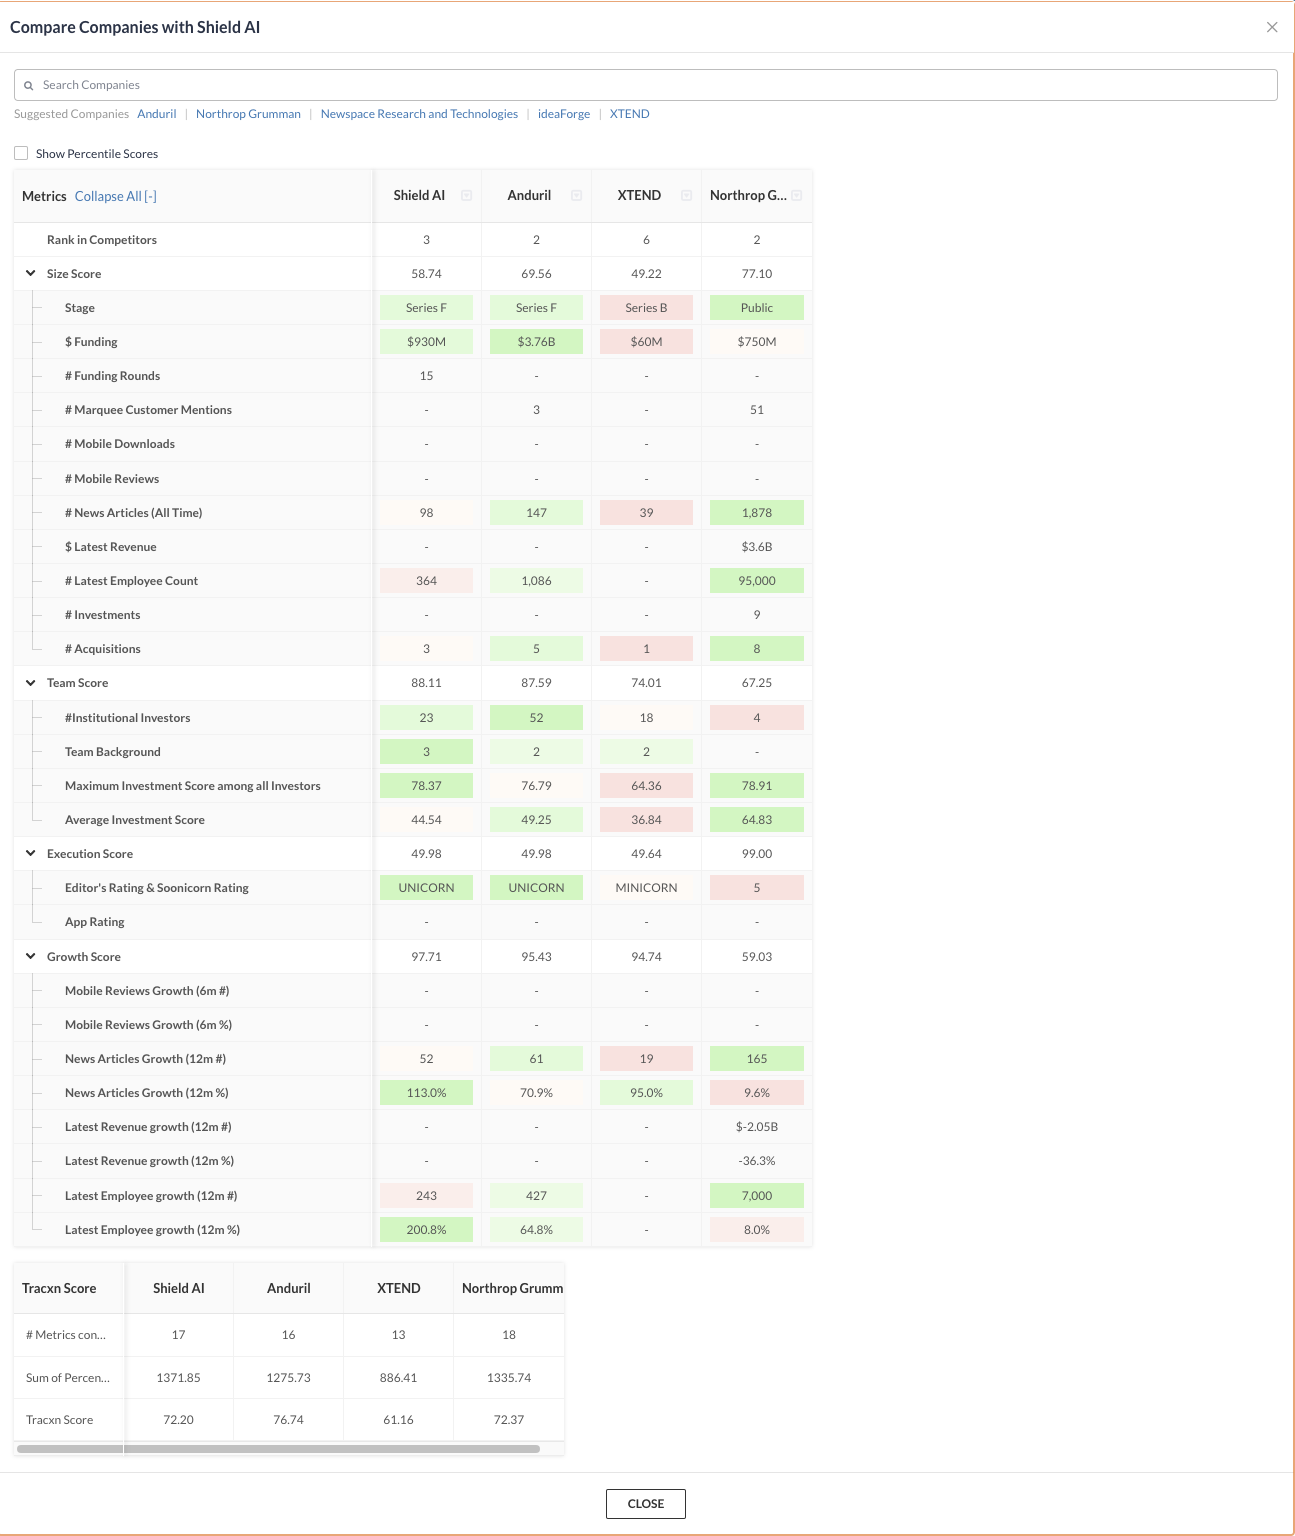 Compare Companies with Shield AI
Search Companies
Suggested Companies Anduril | Northrop Grumman | Newspace Research and Technologies | ideaForge | XTEND
Show Percentile Scores
Metrics Collapse All [-] Shield AI Anduril XTEND Northrop G...
Rank in Competitors 3 2 6 2
Size Score 58.74 69.56 49.22 77.10
Stage Series F Series F Series B Public
$ Funding $930M $3.76B $60M $750M
# Funding Rounds 15 - - -
# Marquee Customer Mentions - 3 - 51
# Mobile Downloads - - - -
# Mobile Reviews - - - -
# News Articles (All Time) 98 147 39 1,878
$ Latest Revenue - - - $3.6B
# Latest Employee Count 364 1,086 - 95,000
# Investments - - - 9
# Acquisitions 3 5 1 8
Team Score 88.11 87.59 74.01 67.25
#Institutional Investors 23 52 18 4
Team Background 3 2 2 -
Maximum Investment Score among all Investors 78.37 76.79 64.36 78.91
Average Investment Score 44.54 49.25 36.84 64.83
Execution Score 49.98 49.98 49.64 99.00
Editor's Rating & Soonicorn Rating UNICORN UNICORN MINICORN 5
App Rating - - - -
Growth Score 97.71 95.43 94.74 59.03
Mobile Reviews Growth (6m #) - - - -
Mobile Reviews Growth (6m %) - - - -
News Articles Growth (12m #) 52 61 19 165
News Articles Growth (12m %) 113.0% 70.9% 95.0% 9.6%
Latest Revenue growth (12m #) - - - $-2.05B
Latest Revenue growth (12m %) - - - -36.3%
Latest Employee growth (12m #) 243 427 - 7,000
Latest Employee growth (12m %) 200.8% 64.8% - 8.0%
Tracxn Score Shield AI Anduril XTEND Northrop Grumm
# Metrics con... 17 16 13 18
Sum of Percen... 1371.85 1275.73 886.41 1335.74
Tracxn Score 72.20 76.74 61.16 72.37
CLOSE